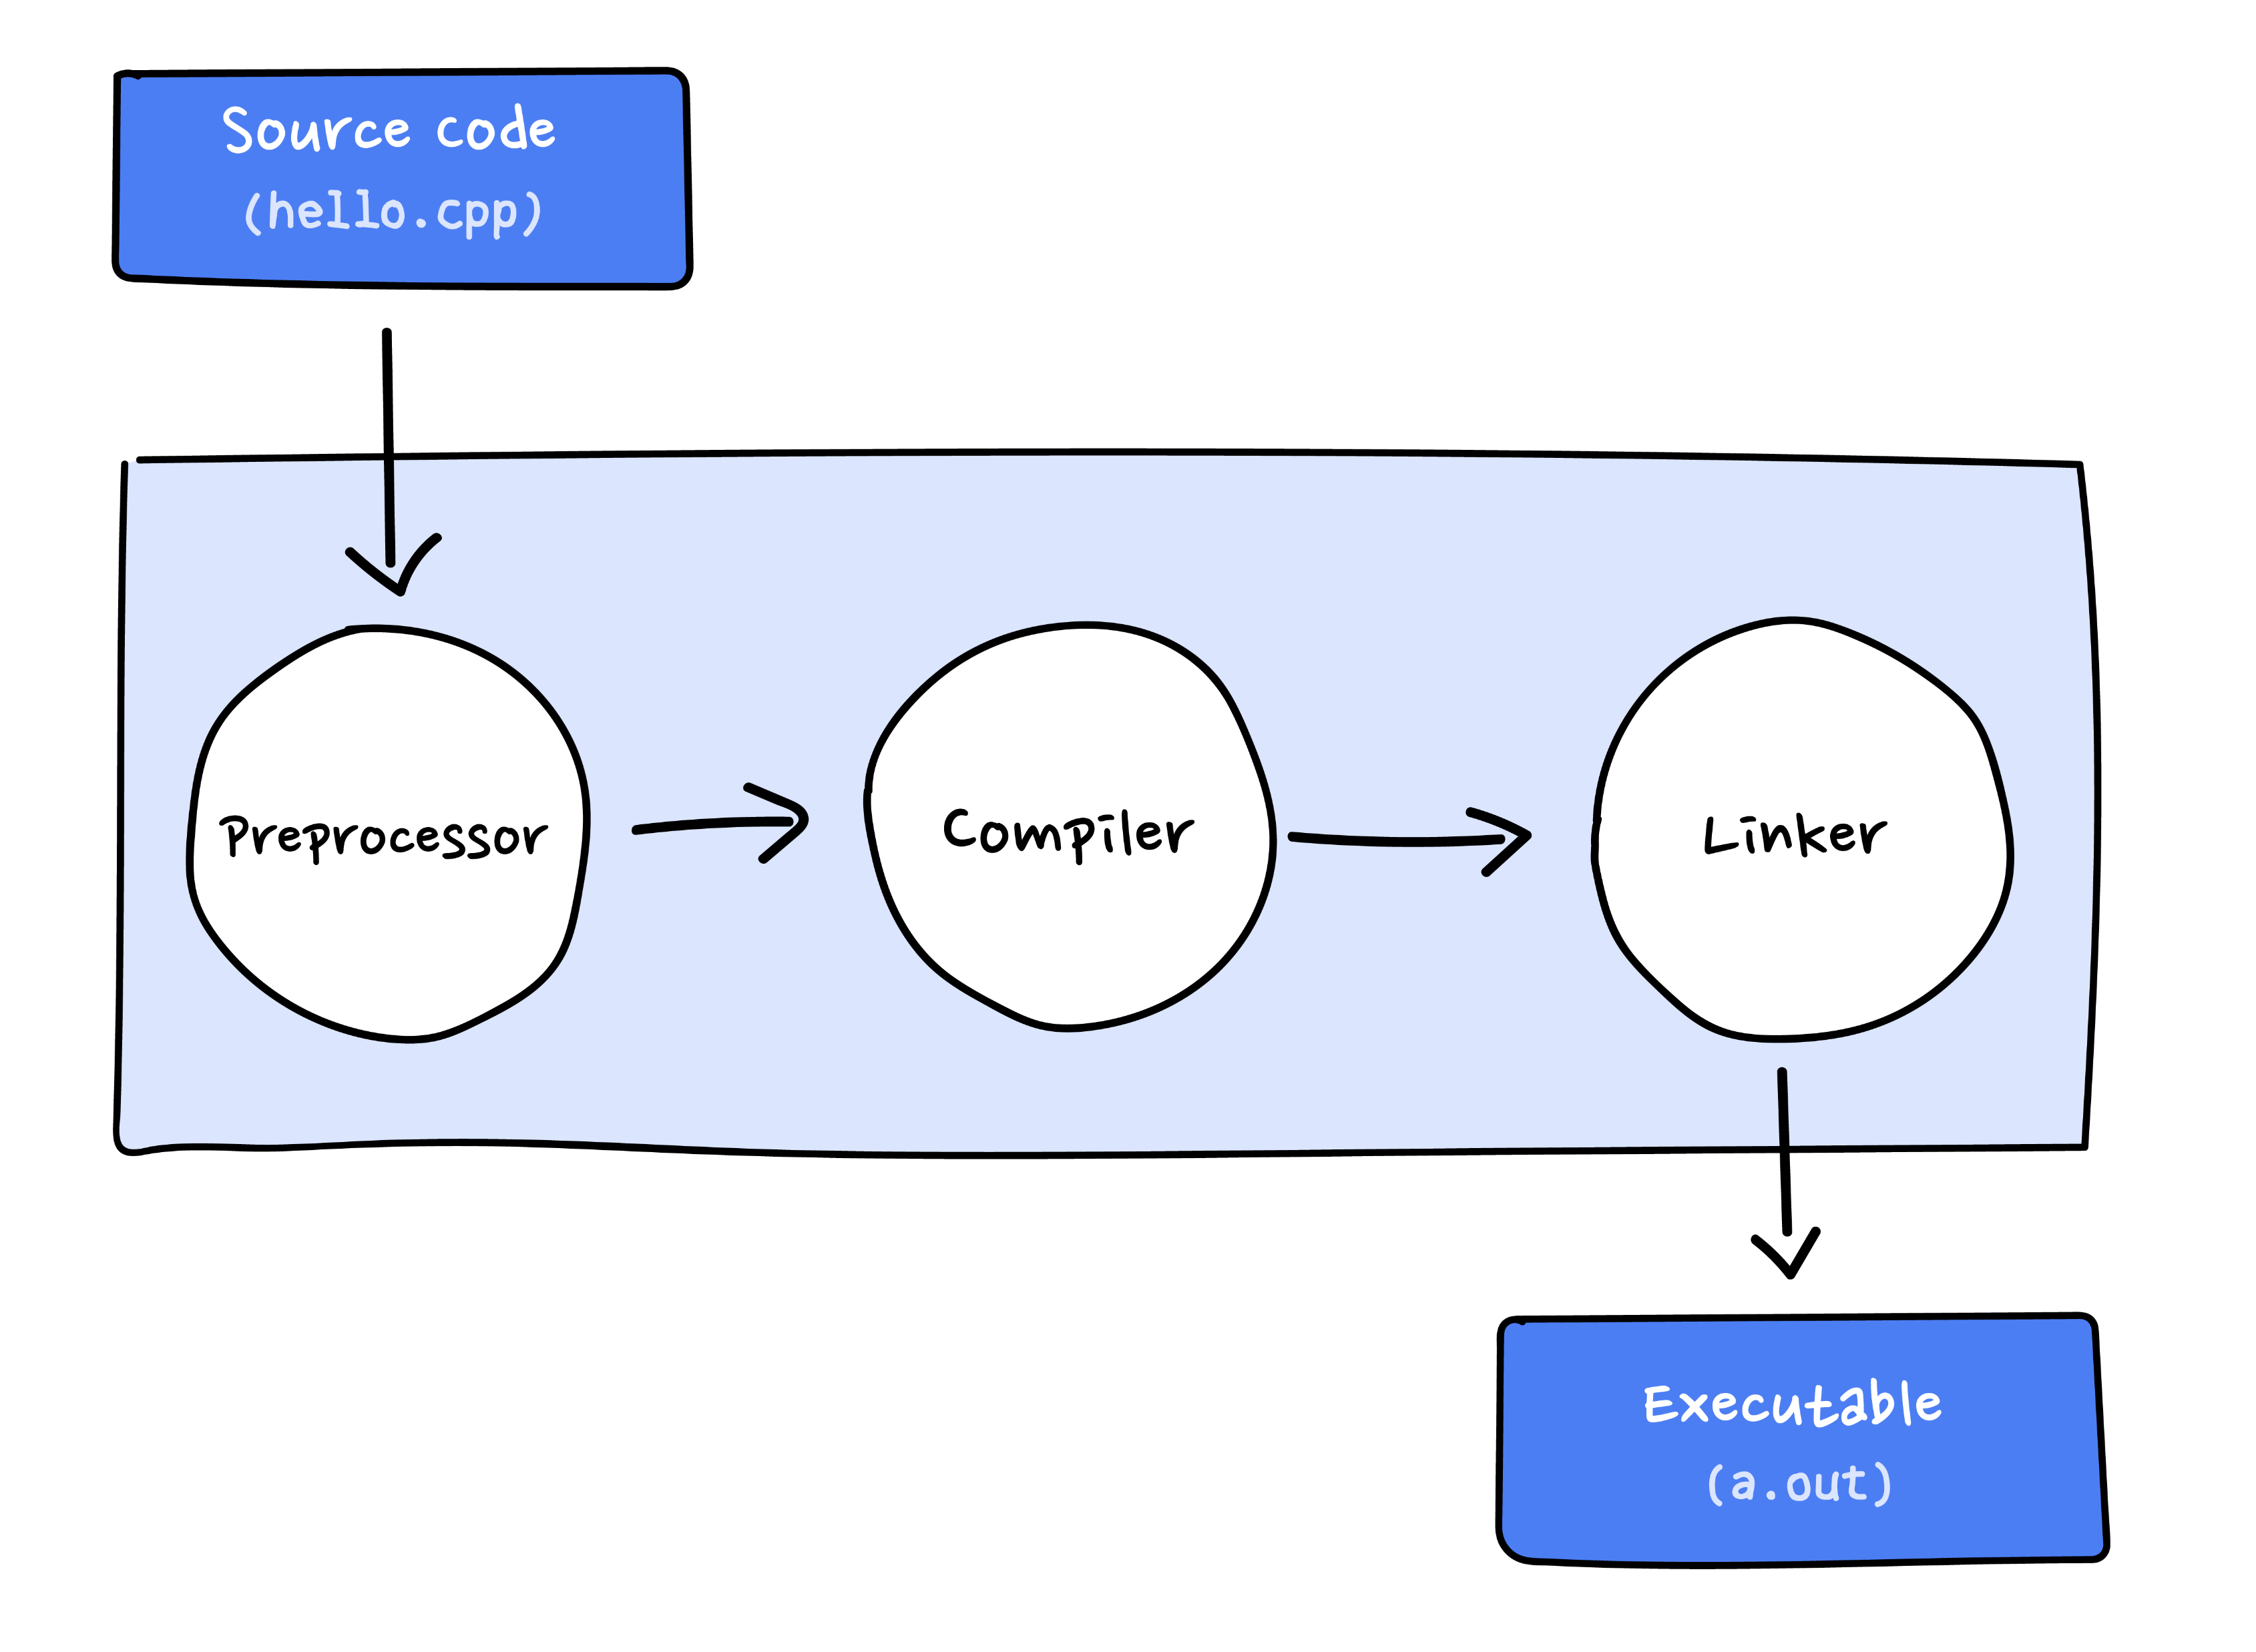 Source code
(hello.cpp)
Preprocessor
Compiler
Linker
Executable
(a.out)